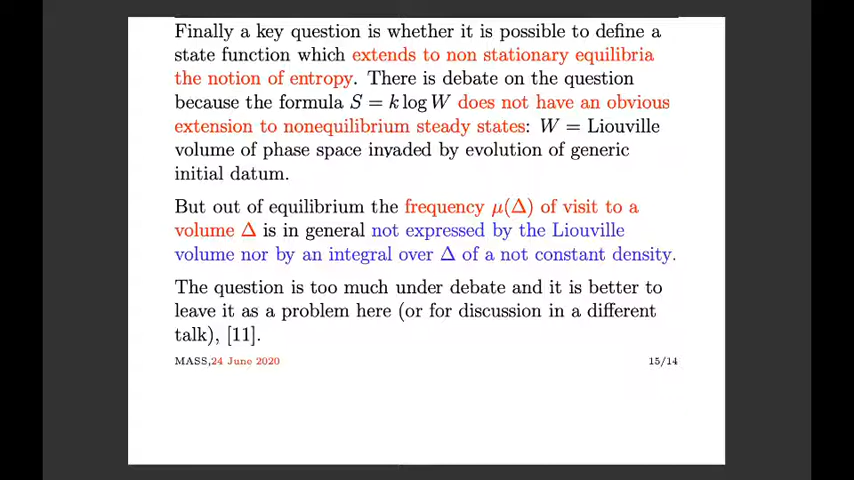 Finally a key question is whether it is possible to define a
state function which extends to non stationary equilibria
the notion of entropy. There is debate on the question
because the formula S = k log W does not have an obvious
extension to nonequilibrium steady states: W = Liouville
volume of phase space invaded by evolution of generic
initial datum.
But out of equilibrium the frequency μ(Δ) of visit to a
volume Δ is in general not expressed by the Liouville
volume nor by an integral over Δ of a not constant density.
The question is too much under debate and it is better to
leave it as a problem here (or for discussion in a different
talk), [11].
MASS,24 June 2020 15/14